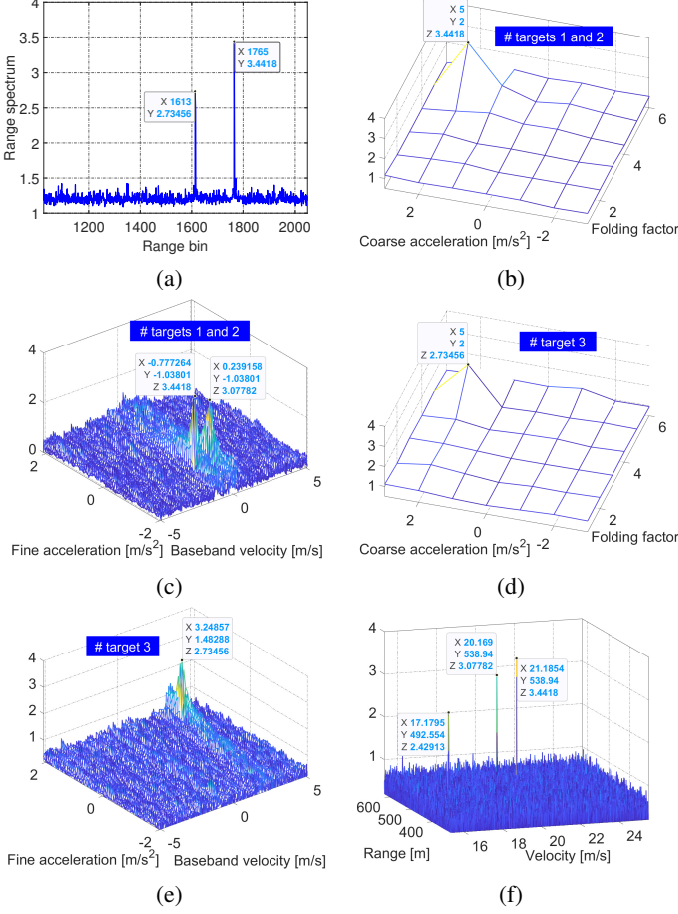 4
3.5
3
2.5
2
1.5
1
Range spectrum
X 1765
Y 3.4418
X 1613
Y 2.73456
1200 1400 1600 1800 2000
Range bin
(a)
X 5
Y 2
Z 3.4418
# targets 1 and 2
4
3
2
1
2 0 -2
2 4 6
Coarse acceleration [m/s²]
Folding factor
(b)
# targets 1 and 2
X -0.777264
Y -1.03801
Z 3.4418
X 0.239158
Y -1.03801
Z 3.07782
4
2
0
2 0 -2
-5 0 5
Fine acceleration [m/s²] Baseband velocity [m/s]
(c)
X 5
Y 2
Z 2.73456
# target 3
4
3
2
1
2 0 -2
2 4 6
Coarse acceleration [m/s²]
Folding factor
(d)
# target 3
X 3.24857
Y 1.48288
Z 2.73456
4
3
2
1
2 0 -2
-5 0 5
Fine acceleration [m/s²] Baseband velocity [m/s]
(e)
X 20.169
Y 538.94
Z 3.07782
X 21.1854
Y 538.94
Z 3.4418
X 17.1795
Y 492.554
Z 2.42913
4
3
2
1
600
500
400
16 18 20 22 24
Range [m]
Velocity [m/s]
(f)